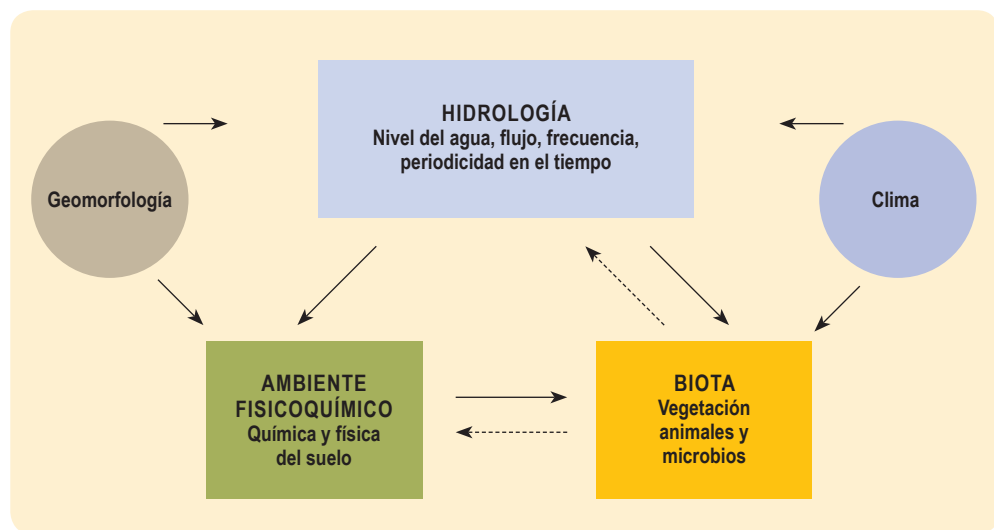 HIDROLOGÍA
Nivel del agua, flujo, frecuencia,
periodicidad en el tiempo
Geomorfología
Clima
AMBIENTE
FISICOQUÍMICO
Química y física
del suelo
BIOTA
Vegetación
animales y
microbios